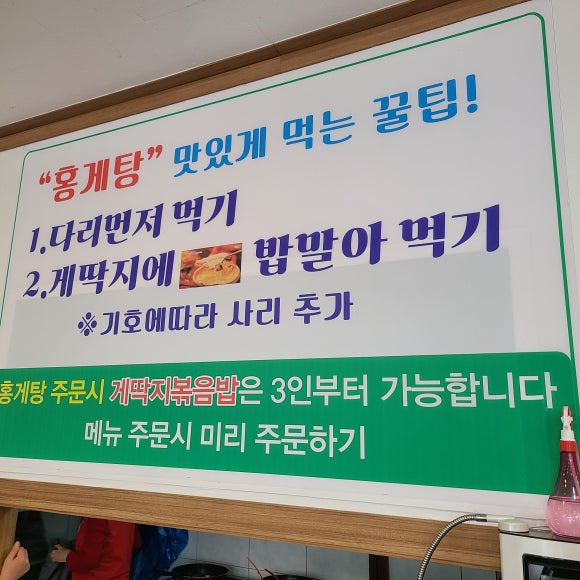 “홍게탕” 맛있게 먹는 꿀팁!
1.다리먼저 먹기
2.게딱지에 밥말아 먹기
※기호에따라 사리 추가
홍게탕 주문시 게딱지볶음밥은 3인부터 가능합니다
메뉴 주문시 미리 주문하기